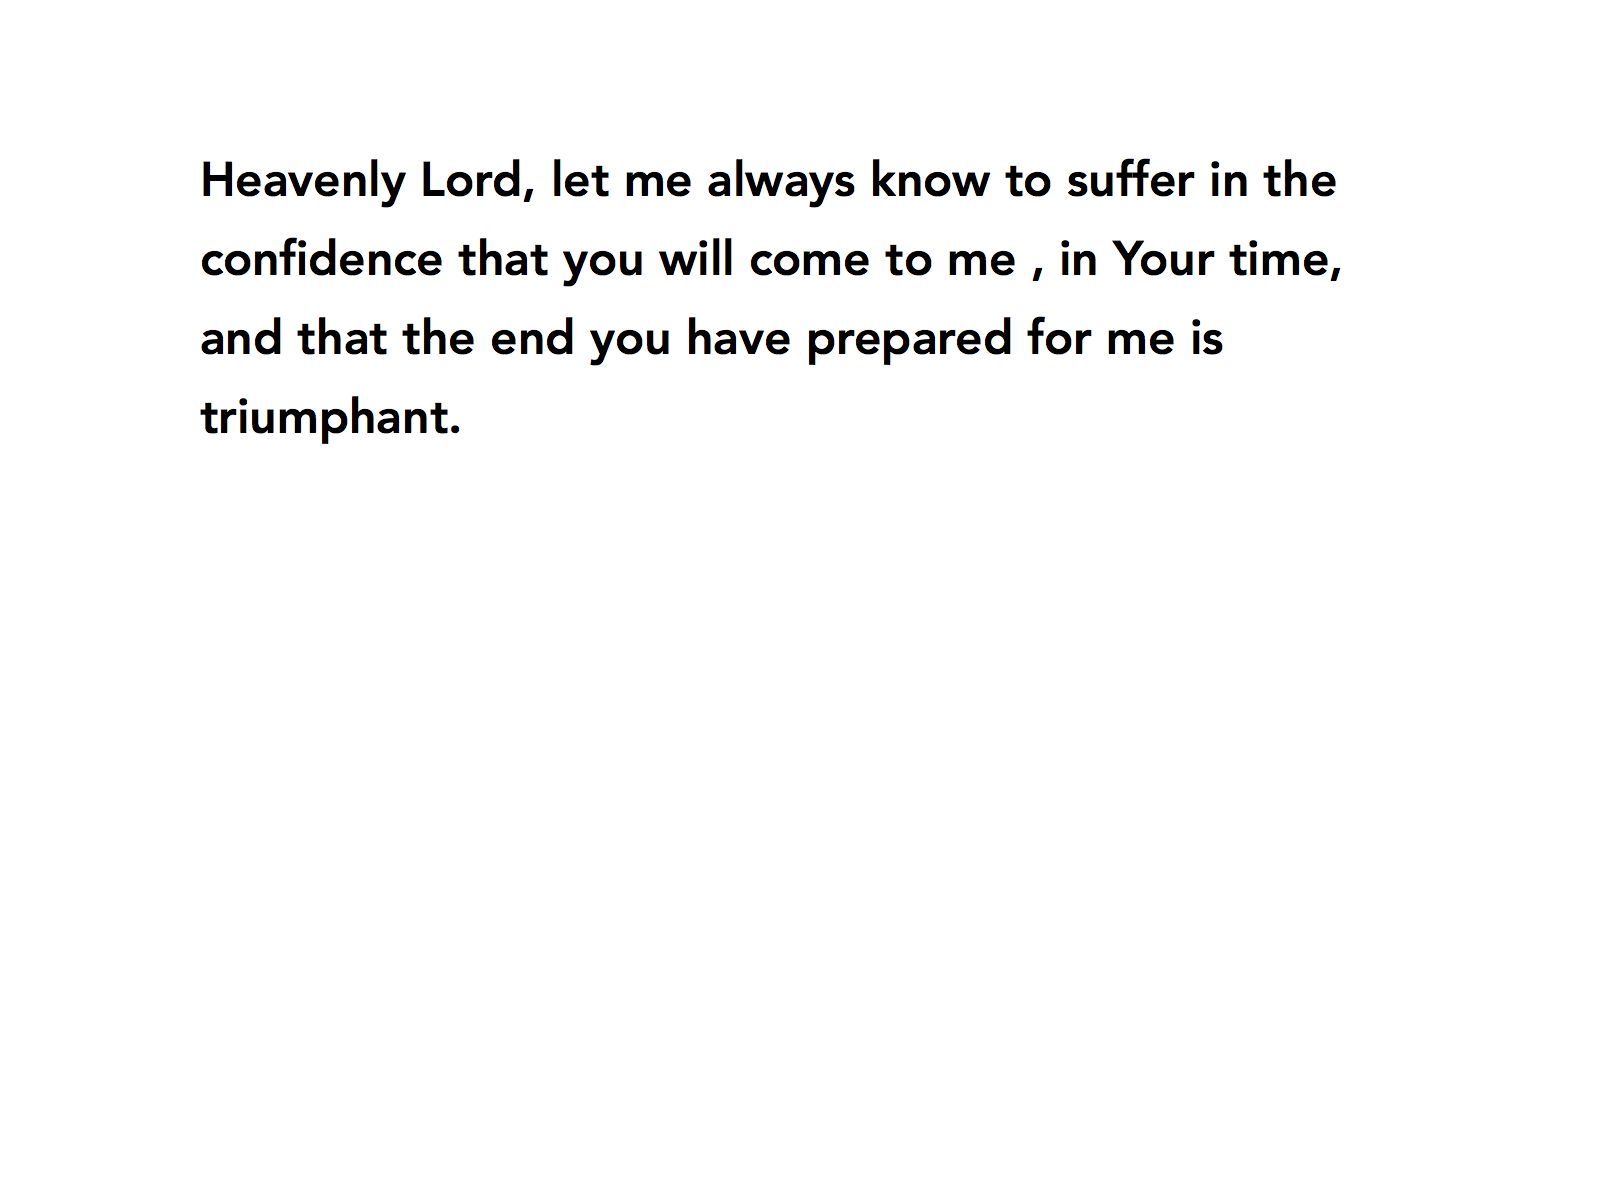 Heavenly Lord, let me always know to suffer in the
confidence that you will come to me , in Your time,
and that the end you have prepared for me is
triumphant.